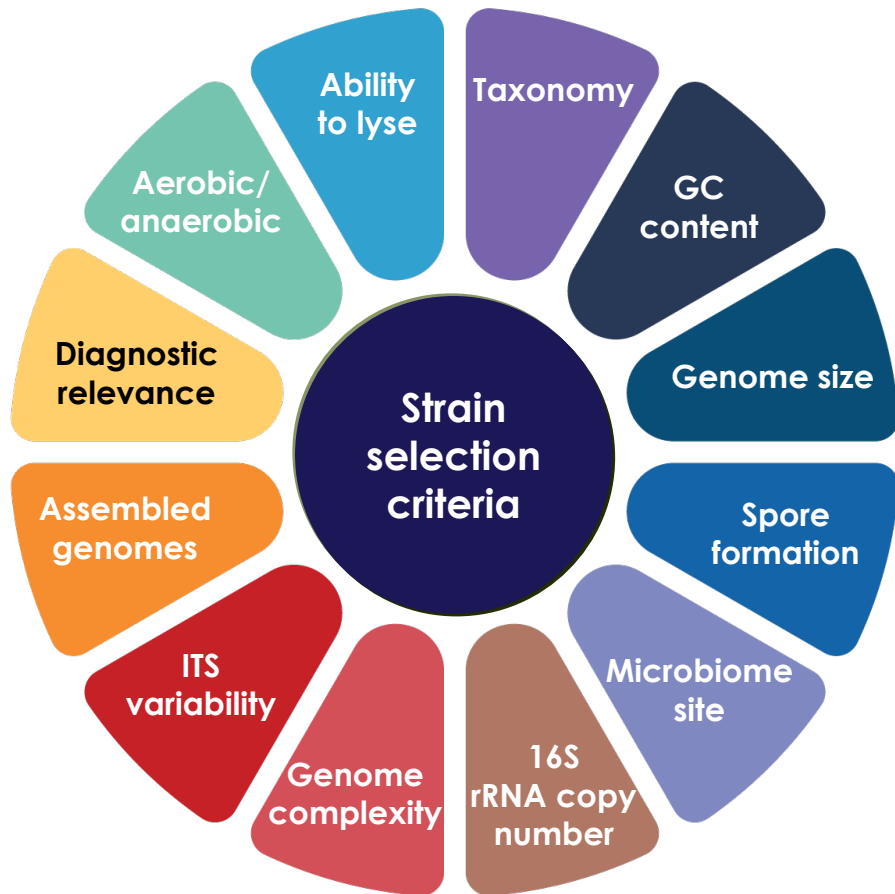 Strain
selection
criteria
Taxonomy
GC
content
Genome size
Spore
formation
Microbiome
site
16S
rRNA copy
number
Genome
complexity
ITS
variability
Assembled
genomes
Diagnostic
relevance
Aerobic/
anaerobic
Ability
to lyse